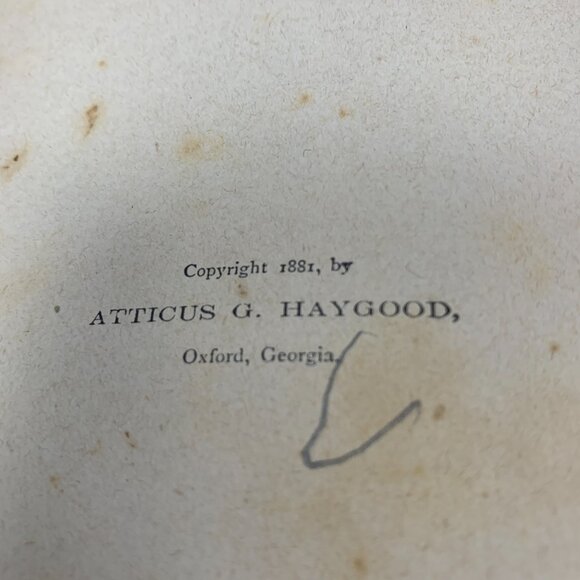 Copyright 1881, by
ATTICUS G. HAYGOOD,
Oxford, Georgia.